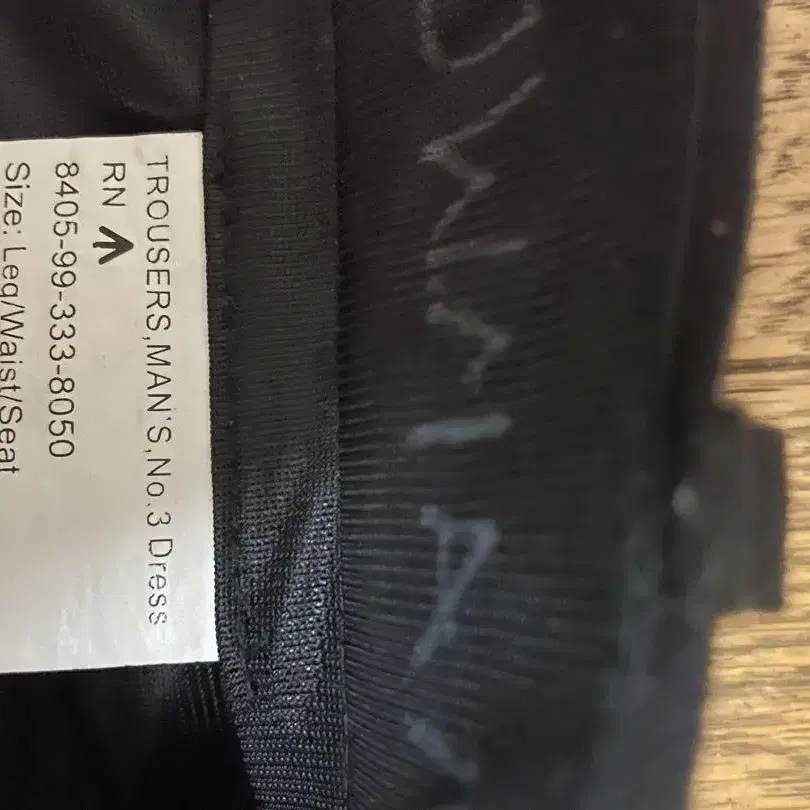 TROUSERS,MAN'S,No.3 Dress
RN
8405-99-333-8050
Size: Leg/Waist/Seat